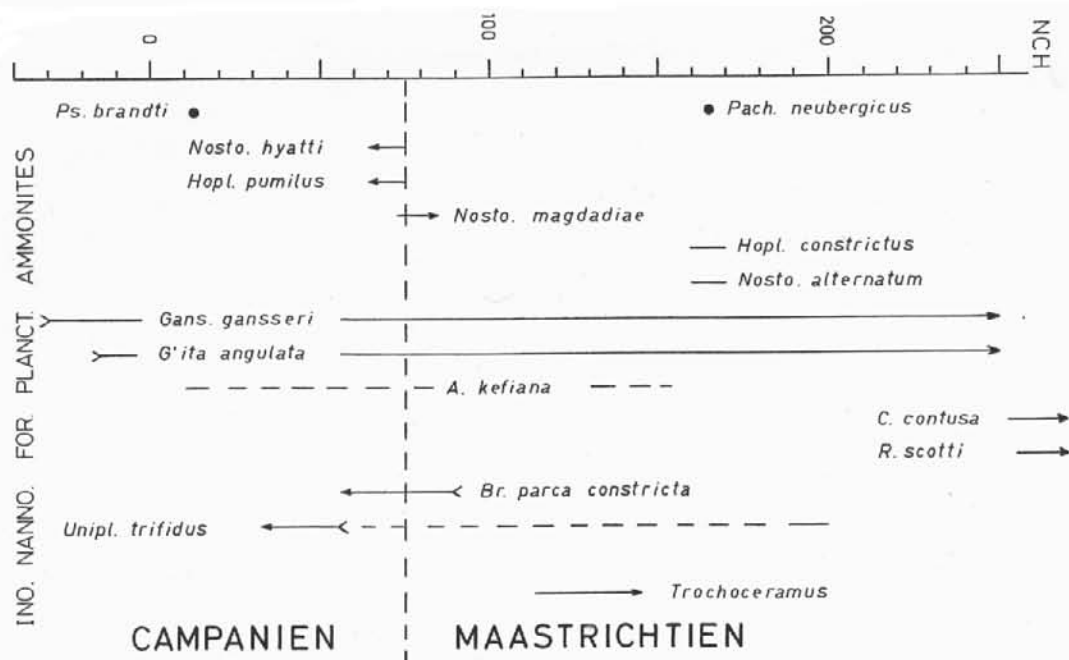 0 100 200 NCH
Ps. brandti Pach. neubergicus
Nosto. hyatti
Hopl. pumilus
Nosto. magdadiae
Hopl. constrictus
Nosto. alternatum
Gans. gansseri
G'ita angulata
A. kefiana
C. contusa
R. scotti
Br. parca constricta
Unipl. trifidus
Trochoceramus
CAMPANIEN MAASTRICHTIEN
INO. NANNO. FOR. PLANCT. AMMONITES